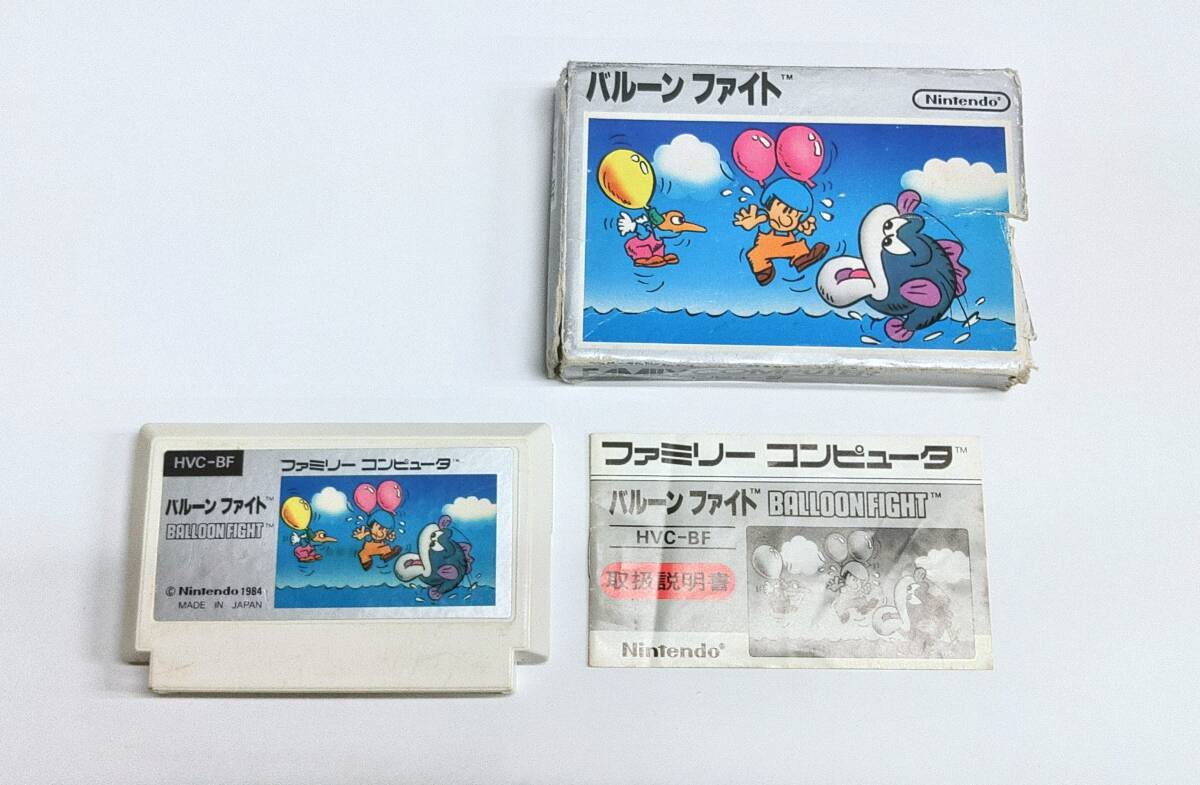 バルーン ファイト™
Nintendo®
FAMILY COMPUTER
HVC-BF
ファミリー コンピュータ™
バルーン ファイト™
BALLOON FIGHT™
© Nintendo 1984
MADE IN JAPAN
ファミリー コンピュータ™
バルーン ファイト™ BALLOON FIGHT™
HVC-BF
取扱説明書
Nintendo®